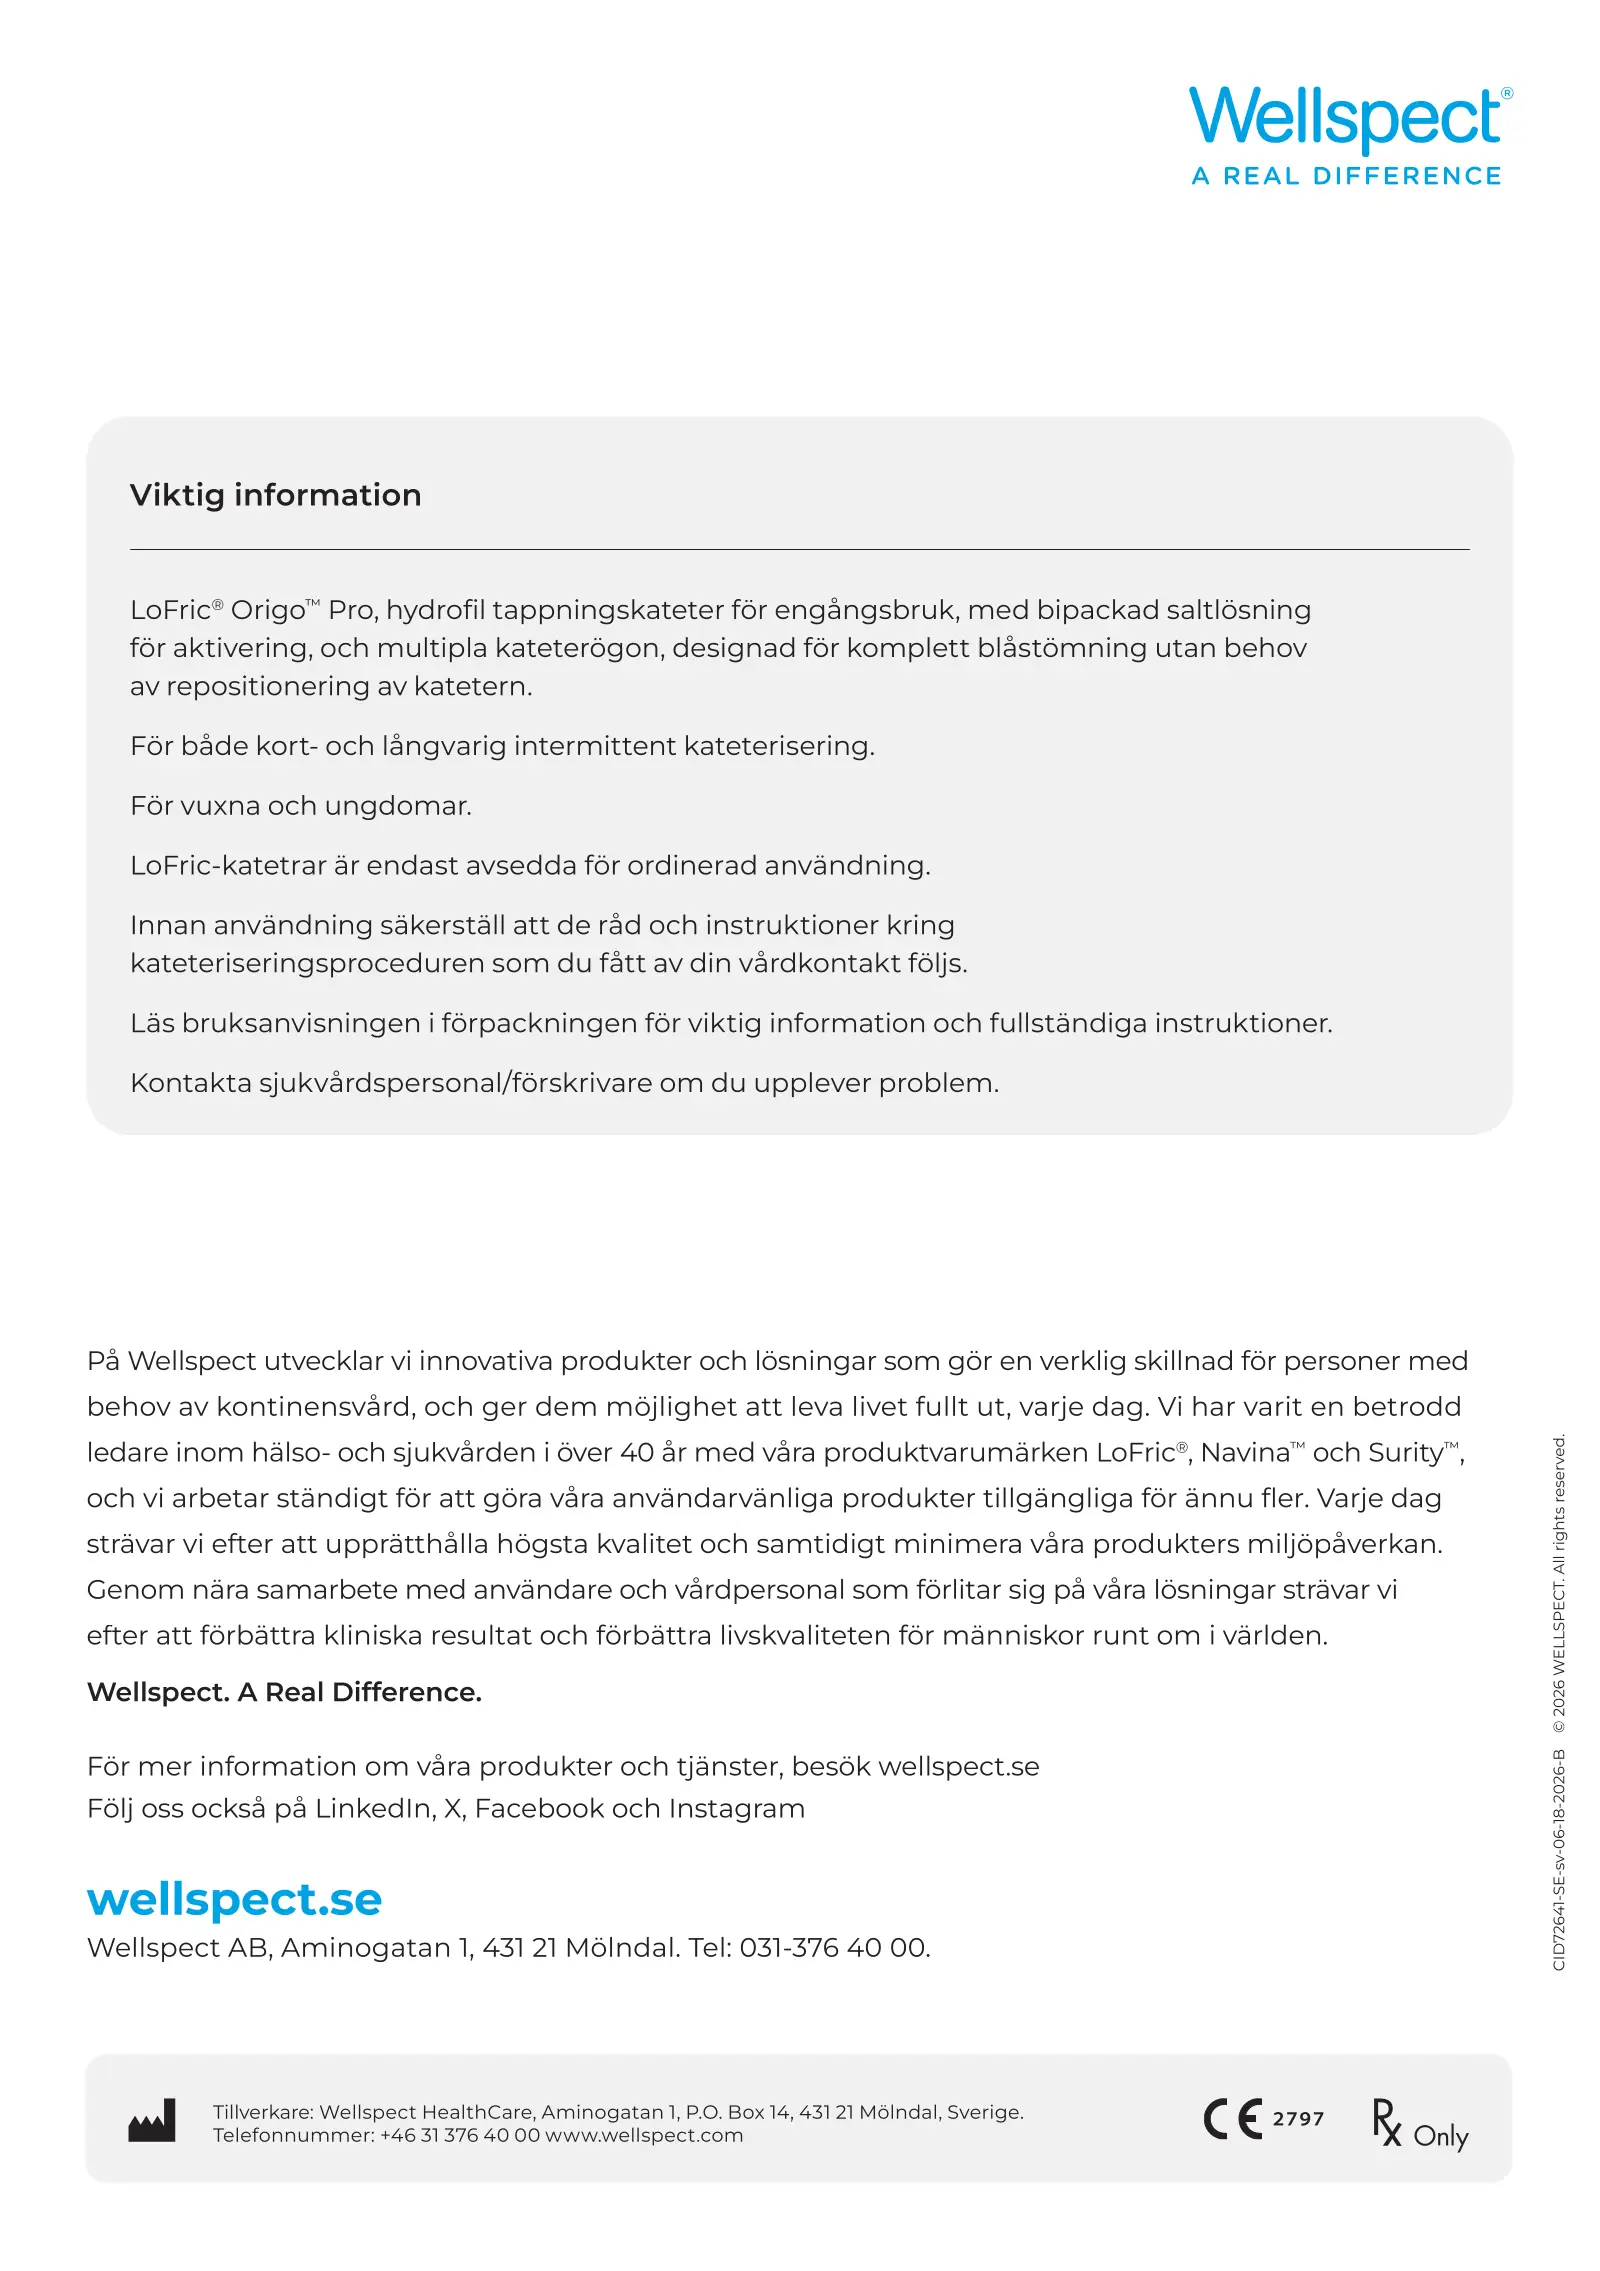 Wellspect®
A REAL DIFFERENCE
Viktig information
LoFric® Origo™ Pro, hydrofil tappningskateter för engångsbruk, med bipackad saltlösning
för aktivering, och multipla kateterögon, designad för komplett blåstömning utan behov
av repositionering av katetern.
För både kort- och långvarig intermittent kateterisering.
För vuxna och ungdomar.
LoFric-katetrar är endast avsedda för ordinerad användning.
Innan användning säkerställ att de råd och instruktioner kring
kateteriseringsproceduren som du fått av din vårdkontakt följs.
Läs bruksanvisningen i förpackningen för viktig information och fullständiga instruktioner.
Kontakta sjukvårdspersonal/förskrivare om du upplever problem.
På Wellspect utvecklar vi innovativa produkter och lösningar som gör en verklig skillnad för personer med
behov av kontinensvård, och ger dem möjlighet att leva livet fullt ut, varje dag. Vi har varit en betrodd
ledare inom hälso- och sjukvården i över 40 år med våra produktvarumärken LoFric®, Navina™ och Surity™,
och vi arbetar ständigt för att göra våra användarvänliga produkter tillgängliga för ännu fler. Varje dag
strävar vi efter att upprätthålla högsta kvalitet och samtidigt minimera våra produkters miljöpåverkan.
Genom nära samarbete med användare och vårdpersonal som förlitar sig på våra lösningar strävar vi
efter att förbättra kliniska resultat och förbättra livskvaliteten för människor runt om i världen.
Wellspect. A Real Difference.
För mer information om våra produkter och tjänster, besök wellspect.se
Följ oss också på LinkedIn, X, Facebook och Instagram
wellspect.se
Wellspect AB, Aminogatan 1, 431 21 Mölndal. Tel: 031-376 40 00.
CID72641-SE-sv-06-18-2026-B © 2026 WELLSPECT. All rights reserved.
Tillverkare: Wellspect HealthCare, Aminogatan 1, P.O. Box 14, 431 21 Mölndal, Sverige.
Telefonnummer: +46 31 376 40 00 www.wellspect.com
CE 2797
Rx Only